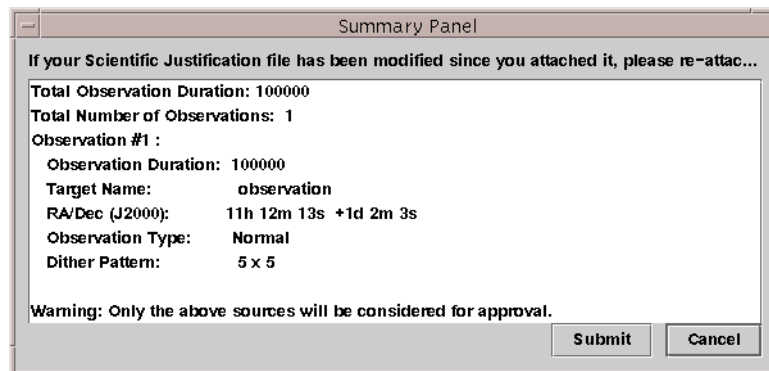 Summary Panel
If your Scientific Justification file has been modified since you attached it, please re-attac...
Total Observation Duration: 100000
Total Number of Observations: 1
Observation #1 :
Observation Duration: 100000
Target Name: observation
RA/Dec (J2000): 11h 12m 13s +1d 2m 3s
Observation Type: Normal
Dither Pattern: 5 x 5
Warning: Only the above sources will be considered for approval.
Submit Cancel